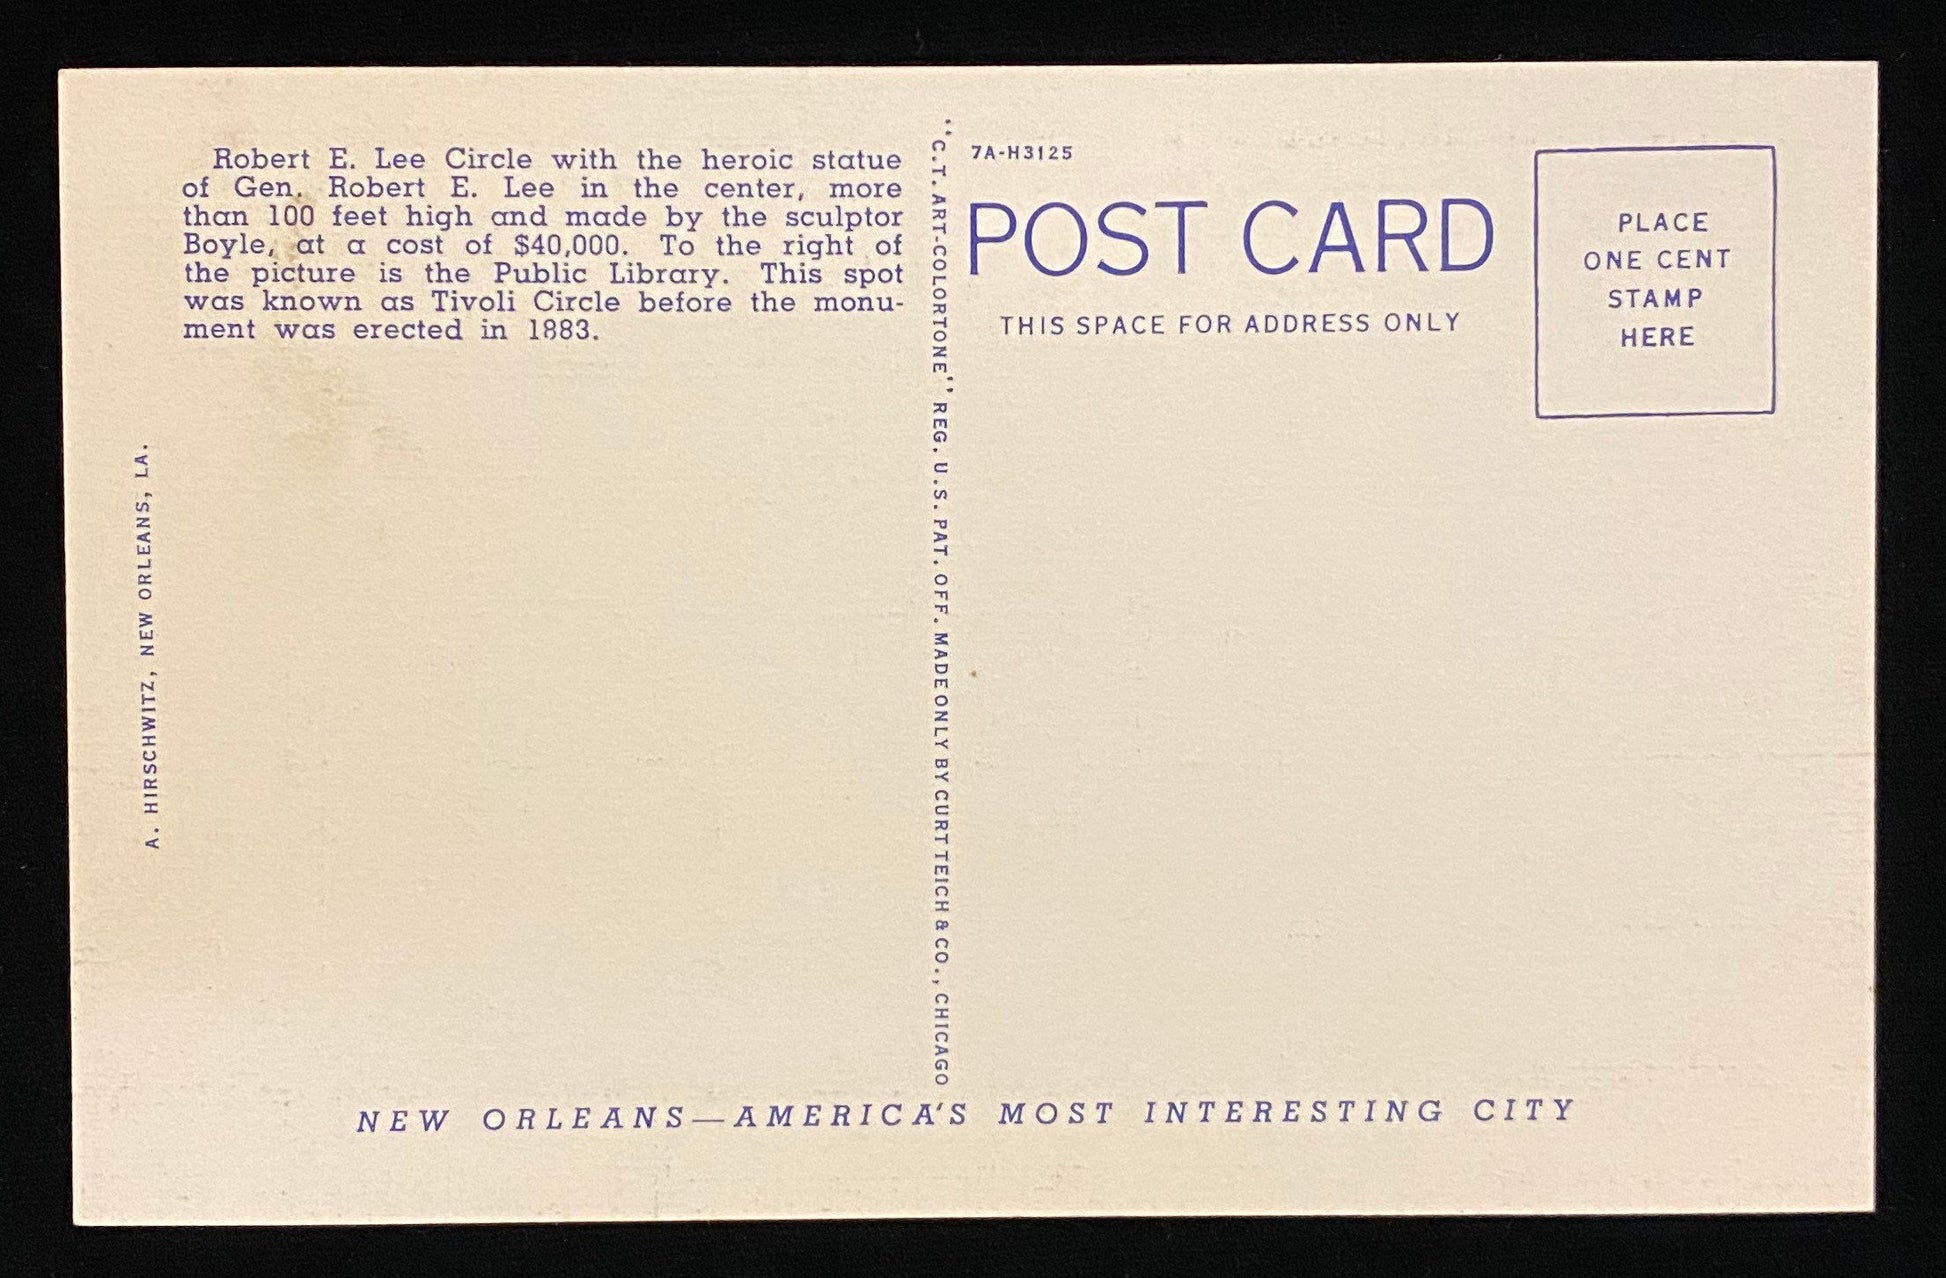 Robert E. Lee Circle with the heroic statue
of Gen. Robert E. Lee in the center, more
than 100 feet high and made by the sculptor
Boyle, at a cost of $40,000. To the right of
the picture is the Public Library. This spot
was known as Tivoli Circle before the monu-
ment was erected in 1883.
A. HIRSCHWITZ, NEW ORLEANS, LA.
"C.T. ART-COLORTONE" REG. U.S. PAT. OFF. MADE ONLY BY CURT TEICH & CO., CHICAGO
7A-H3125
POST CARD
THIS SPACE FOR ADDRESS ONLY
PLACE
ONE CENT
STAMP
HERE
NEW ORLEANS—AMERICA'S MOST INTERESTING CITY